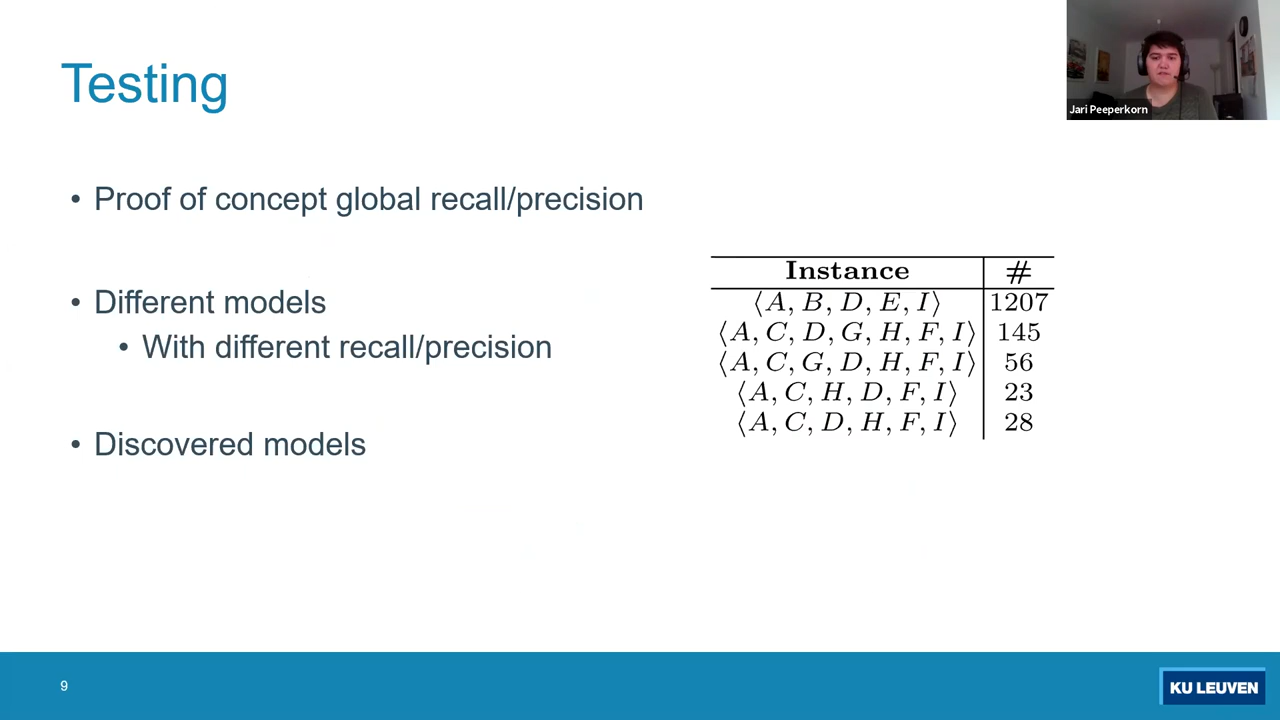 Testing
Jari Peeperkorn
• Proof of concept global recall/precision
• Different models
• With different recall/precision
• Discovered models
Instance #
⟨A, B, D, E, I⟩ 1207
⟨A, C, D, G, H, F, I⟩ 145
⟨A, C, G, D, H, F, I⟩ 56
⟨A, C, H, D, F, I⟩ 23
⟨A, C, D, H, F, I⟩ 28
9
KU LEUVEN